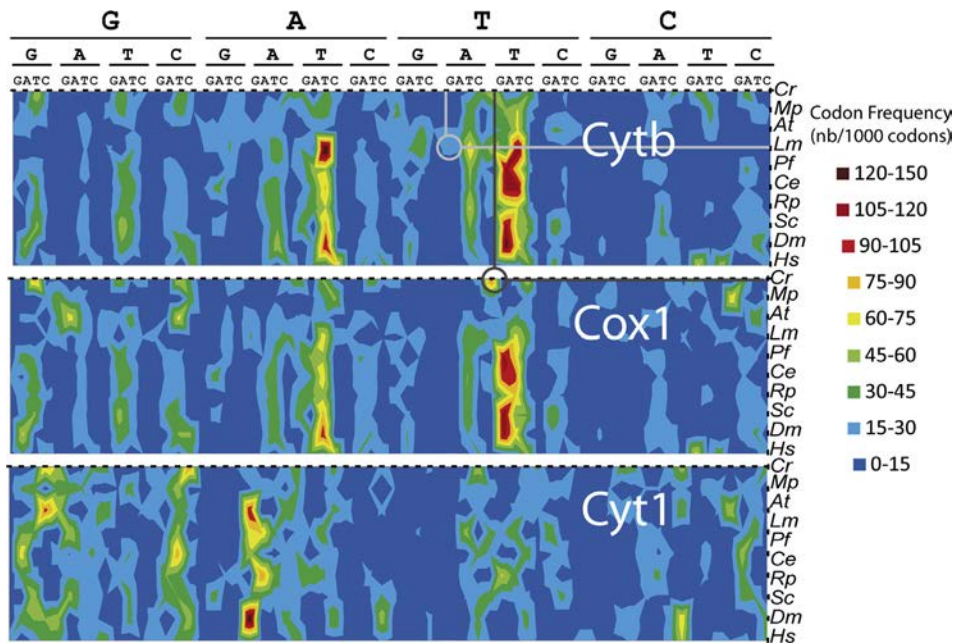 G A T C
G A T C G A T C G A T C G A T C
GATC GATC GATC GATC GATC GATC GATC GATC GATC GATC GATC GATC GATC GATC GATC GATC
Cr
Mp
At
Lm
Pf
Ce
Rp
Sc
Dm
Hs
Cytb
Cr
Mp
At
Lm
Pf
Ce
Rp
Sc
Dm
Hs
Cox1
Cr
Mp
At
Lm
Pf
Ce
Rp
Sc
Dm
Hs
Cyt1
Codon Frequency
(nb/1000 codons)
120-150
105-120
90-105
75-90
60-75
45-60
30-45
15-30
0-15